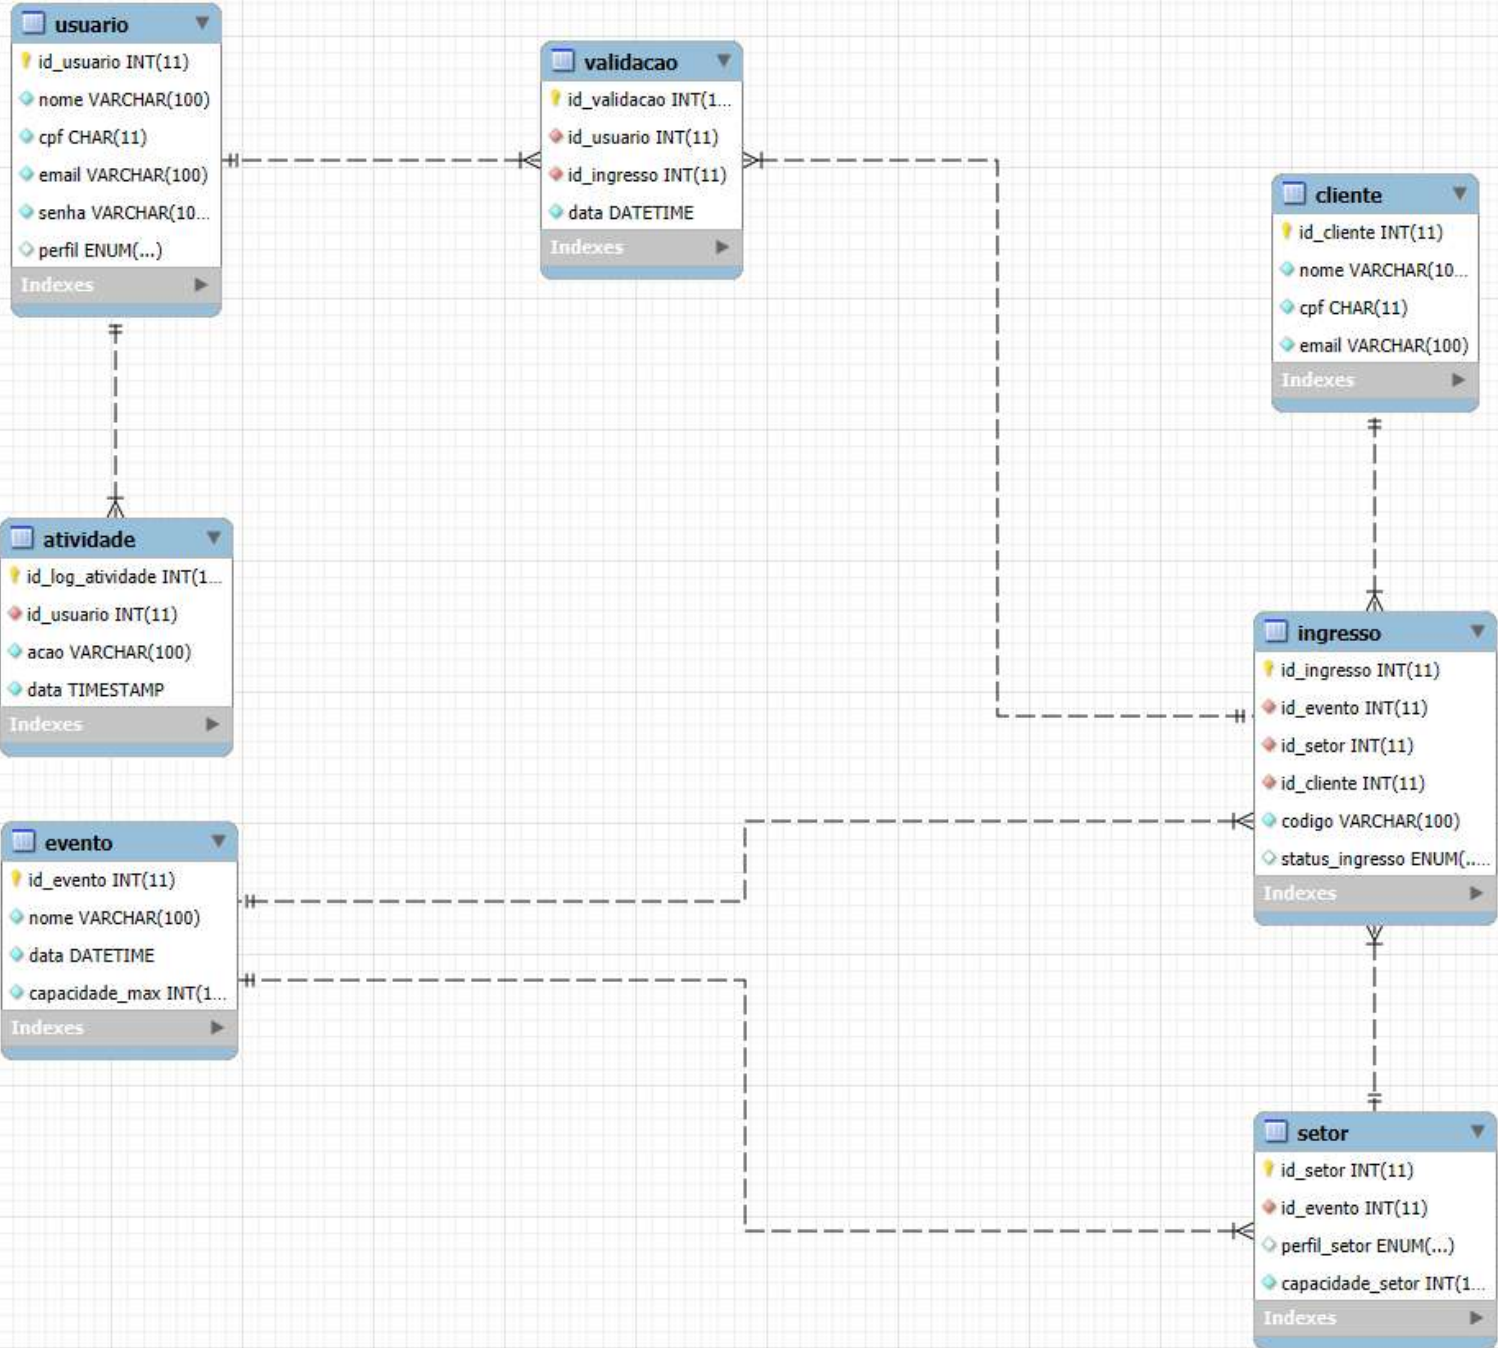 usuario
id_usuario INT(11)
nome VARCHAR(100)
cpf CHAR(11)
email VARCHAR(100)
senha VARCHAR(10...
perfil ENUM(...)
Indexes
validacao
id_validacao INT(1...
id_usuario INT(11)
id_ingresso INT(11)
data DATETIME
Indexes
cliente
id_cliente INT(11)
nome VARCHAR(10...
cpf CHAR(11)
email VARCHAR(100)
Indexes
atividade
id_log_atividade INT(1...
id_usuario INT(11)
acao VARCHAR(100)
data TIMESTAMP
Indexes
ingresso
id_ingresso INT(11)
id_evento INT(11)
id_setor INT(11)
id_cliente INT(11)
codigo VARCHAR(100)
status_ingresso ENUM(...
Indexes
evento
id_evento INT(11)
nome VARCHAR(100)
data DATETIME
capacidade_max INT(1...
Indexes
setor
id_setor INT(11)
id_evento INT(11)
perfil_setor ENUM(...)
capacidade_setor INT(1...
Indexes